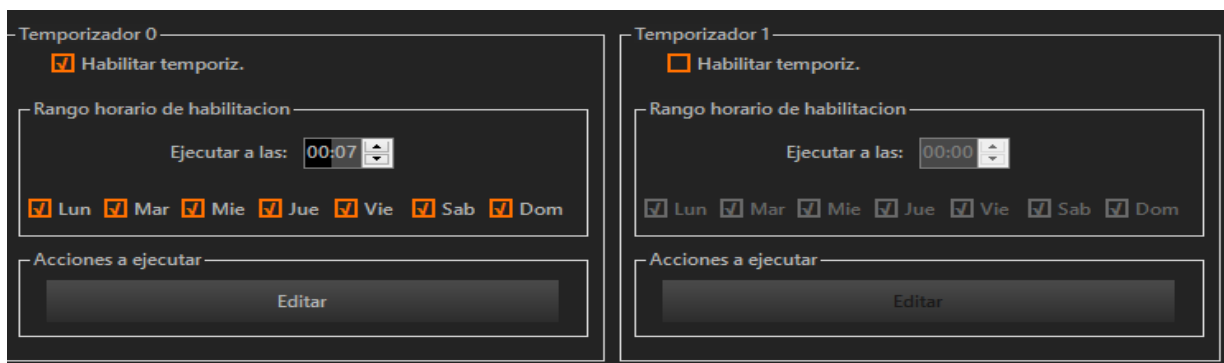 Temporizador 0
Habilitar temporiz.
Rango horario de habilitacion
Ejecutar a las: 00:07
Lun Mar Mie Jue Vie Sab Dom
Acciones a ejecutar
Editar
Temporizador 1
Habilitar temporiz.
Rango horario de habilitacion
Ejecutar a las: 00:00
Lun Mar Mie Jue Vie Sab Dom
Acciones a ejecutar
Editar